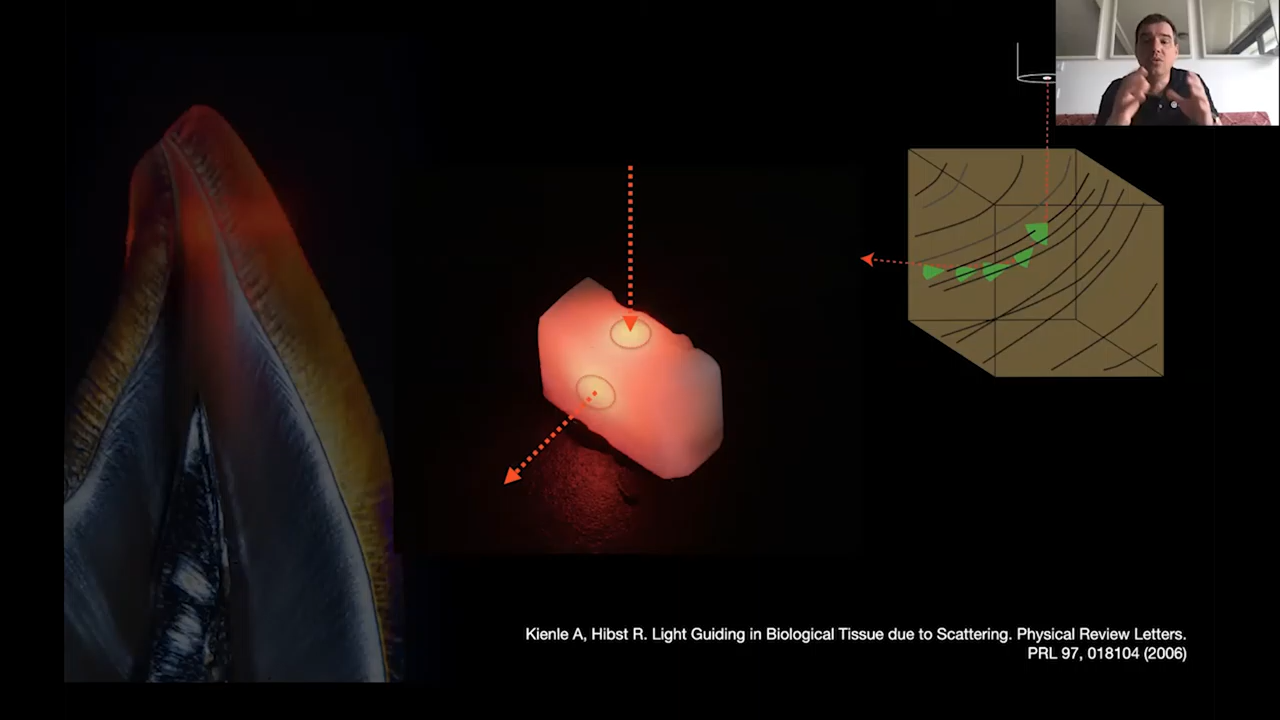 Kienle A, Hibst R. Light Guiding in Biological Tissue due to Scattering. Physical Review Letters.
PRL 97, 018104 (2006)